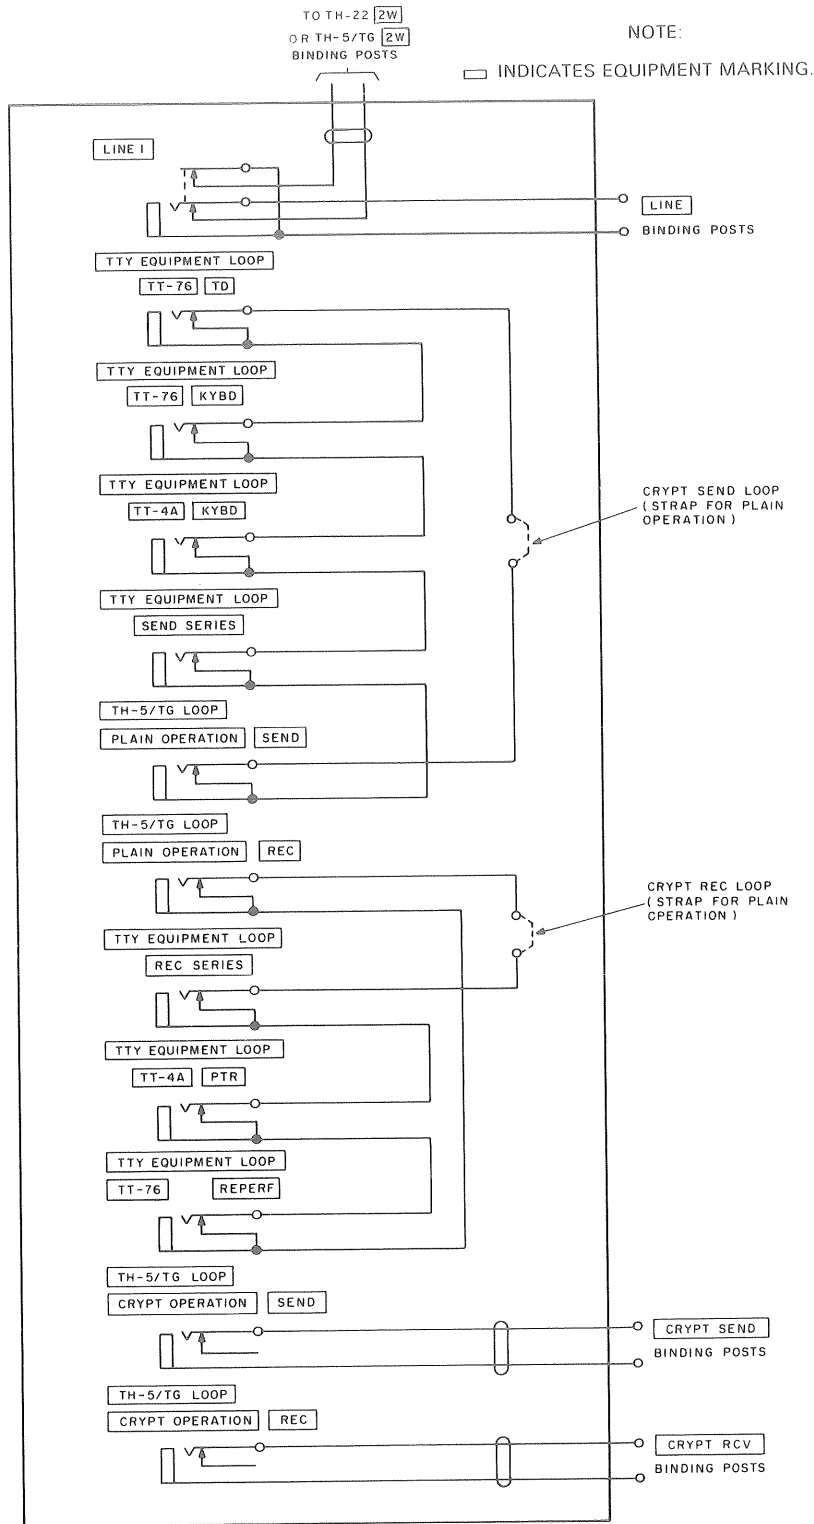 TO TH-22 2W
OR TH-5/TG 2W
BINDING POSTS
NOTE:
INDICATES EQUIPMENT MARKING.
LINE I
LINE
BINDING POSTS
TTY EQUIPMENT LOOP
TT-76 TD
TTY EQUIPMENT LOOP
TT-76 KYBD
TTY EQUIPMENT LOOP
TT-4A KYBD
CRYPT SEND LOOP
(STRAP FOR PLAIN
OPERATION)
TTY EQUIPMENT LOOP
SEND SERIES
TH-5/TG LOOP
PLAIN OPERATION SEND
TH-5/TG LOOP
PLAIN OPERATION REC
CRYPT REC LOOP
(STRAP FOR PLAIN
OPERATION)
TTY EQUIPMENT LOOP
REC SERIES
TTY EQUIPMENT LOOP
TT-4A PTR
TTY EQUIPMENT LOOP
TT-76 REPERF
TH-5/TG LOOP
CRYPT OPERATION SEND
CRYPT SEND
BINDING POSTS
TH-5/TG LOOP
CRYPT OPERATION REC
CRYPT RCV
BINDING POSTS